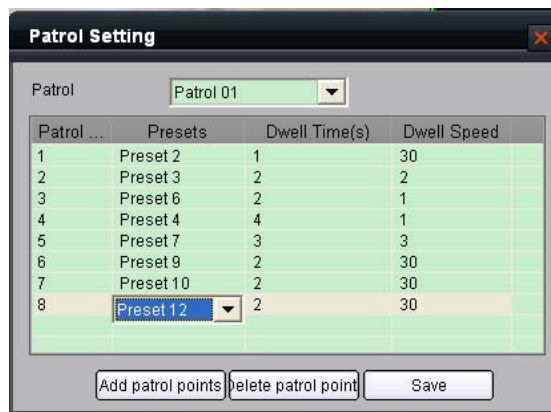 Patrol Setting
Patrol Patrol 01
Patrol ... Presets Dwell Time(s) Dwell Speed
1 Preset 2 1 30
2 Preset 3 2 2
3 Preset 6 2 1
4 Preset 4 4 1
5 Preset 7 3 3
6 Preset 9 2 30
7 Preset 10 2 30
8 Preset 12 2 30
Add patrol points Delete patrol point Save